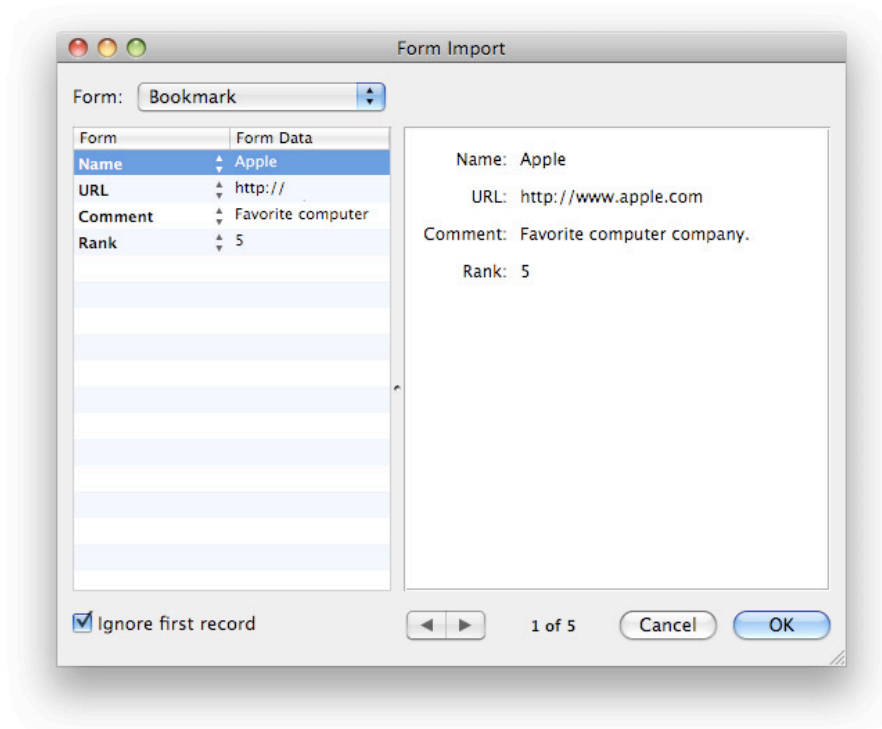 Form Import
Form: Bookmark
Form Form Data
Name Apple
URL http://
Comment Favorite computer
Rank 5
Name: Apple
URL: http://www.apple.com
Comment: Favorite computer company.
Rank: 5
Ignore first record
1 of 5 Cancel OK